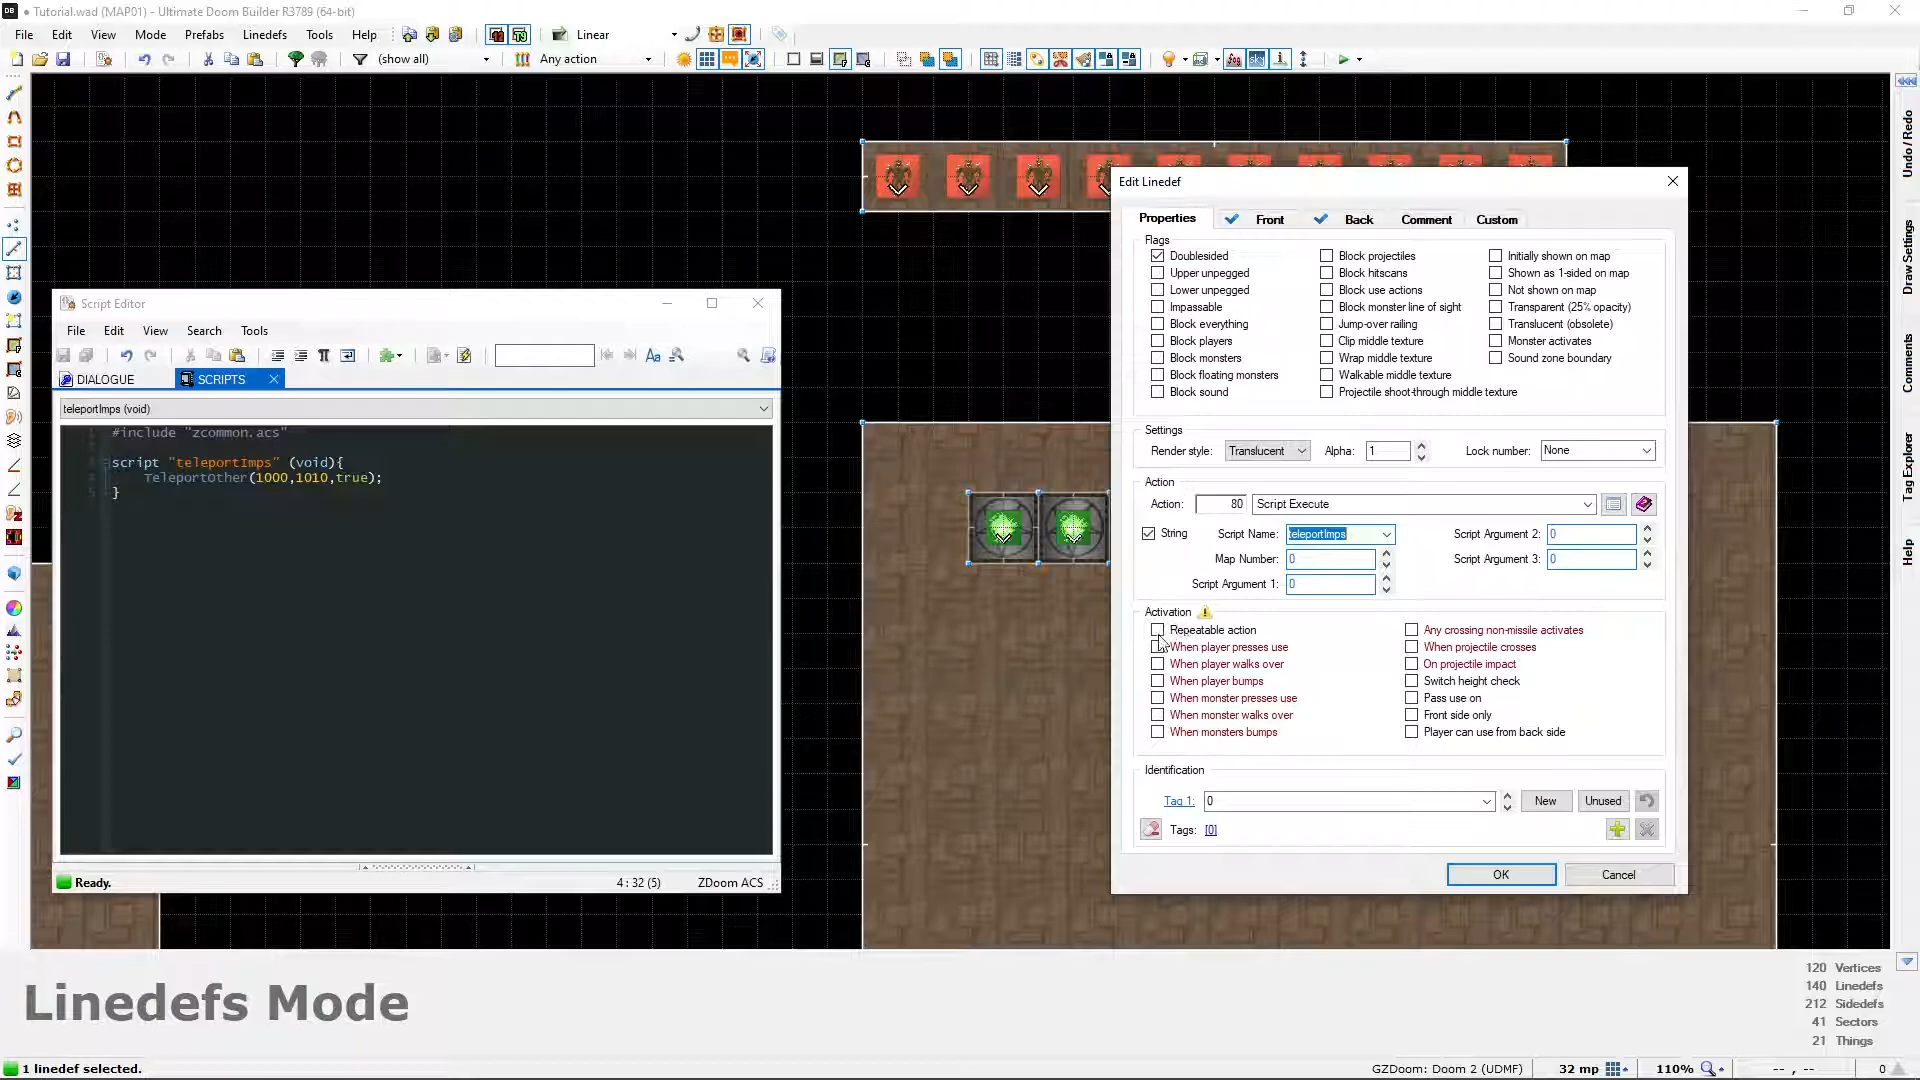 DB
Tutorial.wad (MAP01) - Ultimate Doom Builder R3789 (64-bit)
File Edit View Mode Prefabs Linedefs Tools Help Linear
(show all) Any action
Undo / Redo
Draw Settings
Comments
Tag Explorer
Help
Script Editor
File Edit View Search Tools
DIALOGUE SCRIPTS
teleportImps (void)
#include "zcommon.acs"
script "teleportImps" (void){
TeleportOther(1000,1010,true);
}
Ready. 4 : 32 (5) ZDoom ACS
Edit Linedef
Properties Front Back Comment Custom
Flags
Doublesided Block projectiles Initially shown on map
Upper unpegged Block hitscans Shown as 1-sided on map
Lower unpegged Block use actions Not shown on map
Impassable Block monster line of sight Transparent (25% opacity)
Block everything Jump-over railing Translucent (obsolete)
Block players Clip middle texture Monster activates
Block monsters Wrap middle texture Sound zone boundary
Block floating monsters Walkable middle texture
Block sound Projectile shoot-through middle texture
Settings
Render style: Translucent Alpha: 1 Lock number: None
Action
Action: 80 Script Execute
String Script Name: teleportImps Script Argument 2: 0
Map Number: 0 Script Argument 3: 0
Script Argument 1: 0
Activation
Repeatable action Any crossing non-missile activates
When player presses use When projectile crosses
When player walks over On projectile impact
When player bumps Switch height check
When monster presses use Pass use on
When monster walks over Front side only
When monsters bumps Player can use from back side
Identification
Tag 1: 0 New Unused
Tags: [0]
OK Cancel
Linedefs Mode
120 Vertices
140 Linedefs
212 Sidedefs
41 Sectors
21 Things
1 linedef selected. GZDoom: Doom 2 (UDMF) 32 mp 110% -- , -- 0